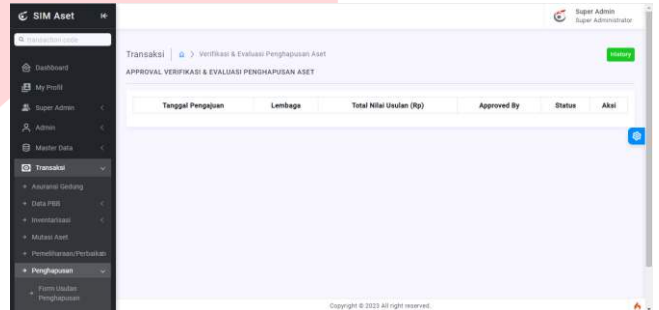 SIM Aset
Super Admin
Super Administrator
transaction code
Transaksi
Verifikasi & Evaluasi Penghapusan Aset
History
APPROVAL VERIFIKASI & EVALUASI PENGHAPUSAN ASET
Dashboard
My Profil
Super Admin
Admin
Master Data
Transaksi
+ Asuransi Gedung
+ Data PBB
+ Inventarisasi
+ Mutasi Aset
+ Pemeliharaan/Perbaikan
+ Penghapusan
+ Form Usulan
Penghapusan
Tanggal Pengajuan Lembaga Total Nilai Usulan (Rp) Approved By Status Aksi
Copyright © 2023 All right reserved.